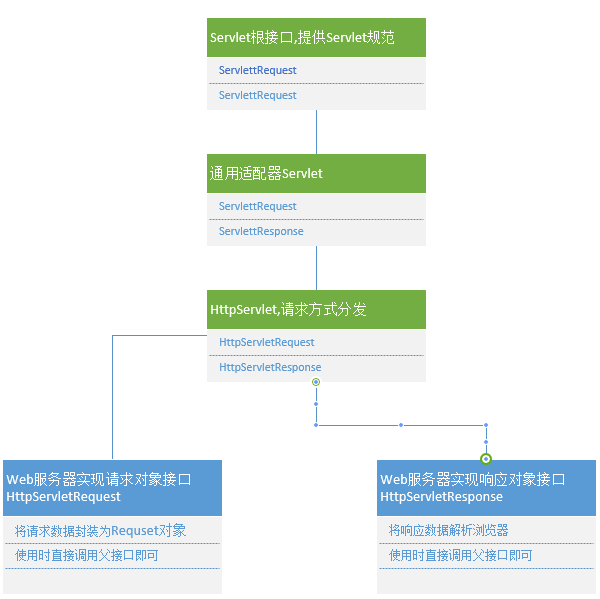 Servlet根接口,提供Servlet规范
ServlettRequest
ServlettRequest
通用适配器Servlet
ServlettRequest
ServlettResponse
HttpServlet,请求方式分发
HttpServletRequest
HttpServletResponse
Web服务器实现请求对象接口
HttpServletRequest
将请求数据封装为Requset对象
使用时直接调用父接口即可
Web服务器实现响应对象接口
HttpServletResponse
将响应数据解析浏览器
使用时直接调用父接口即可